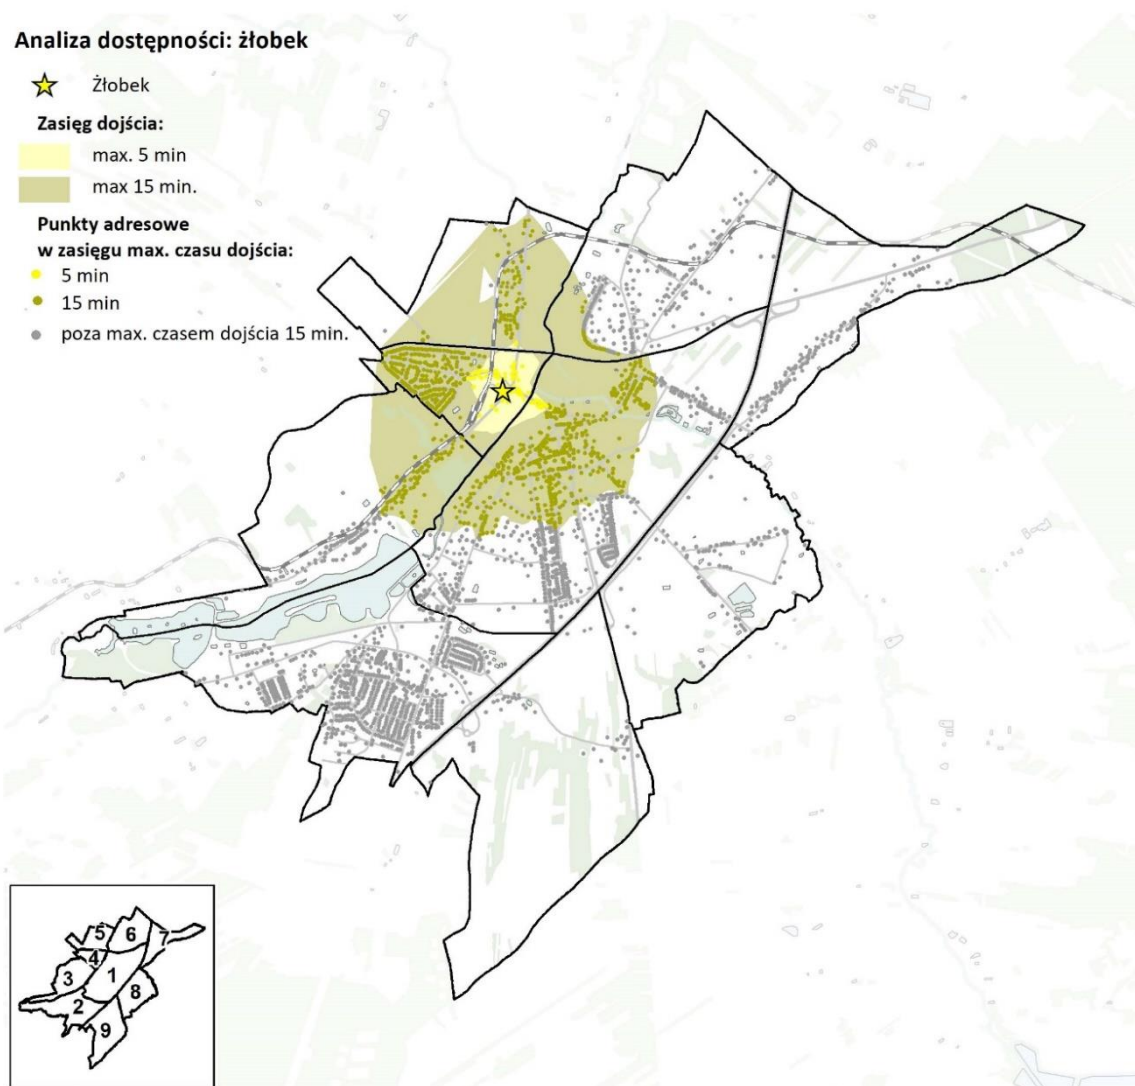 Analiza dostępności: żłobek
Żłobek
Zasięg dojścia:
max. 5 min
max 15 min.
Punkty adresowe
w zasięgu max. czasu dojścia:
5 min
15 min
poza max. czasem dojścia 15 min.
5
6
7
4
1
3
8
2
9